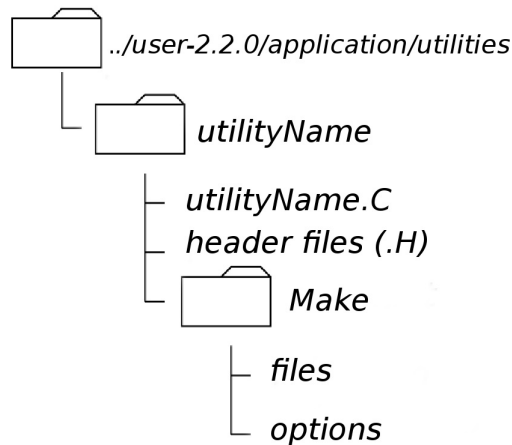 ../user-2.2.0/application/utilities
utilityName
utilityName.C
header files (.H)
Make
files
options